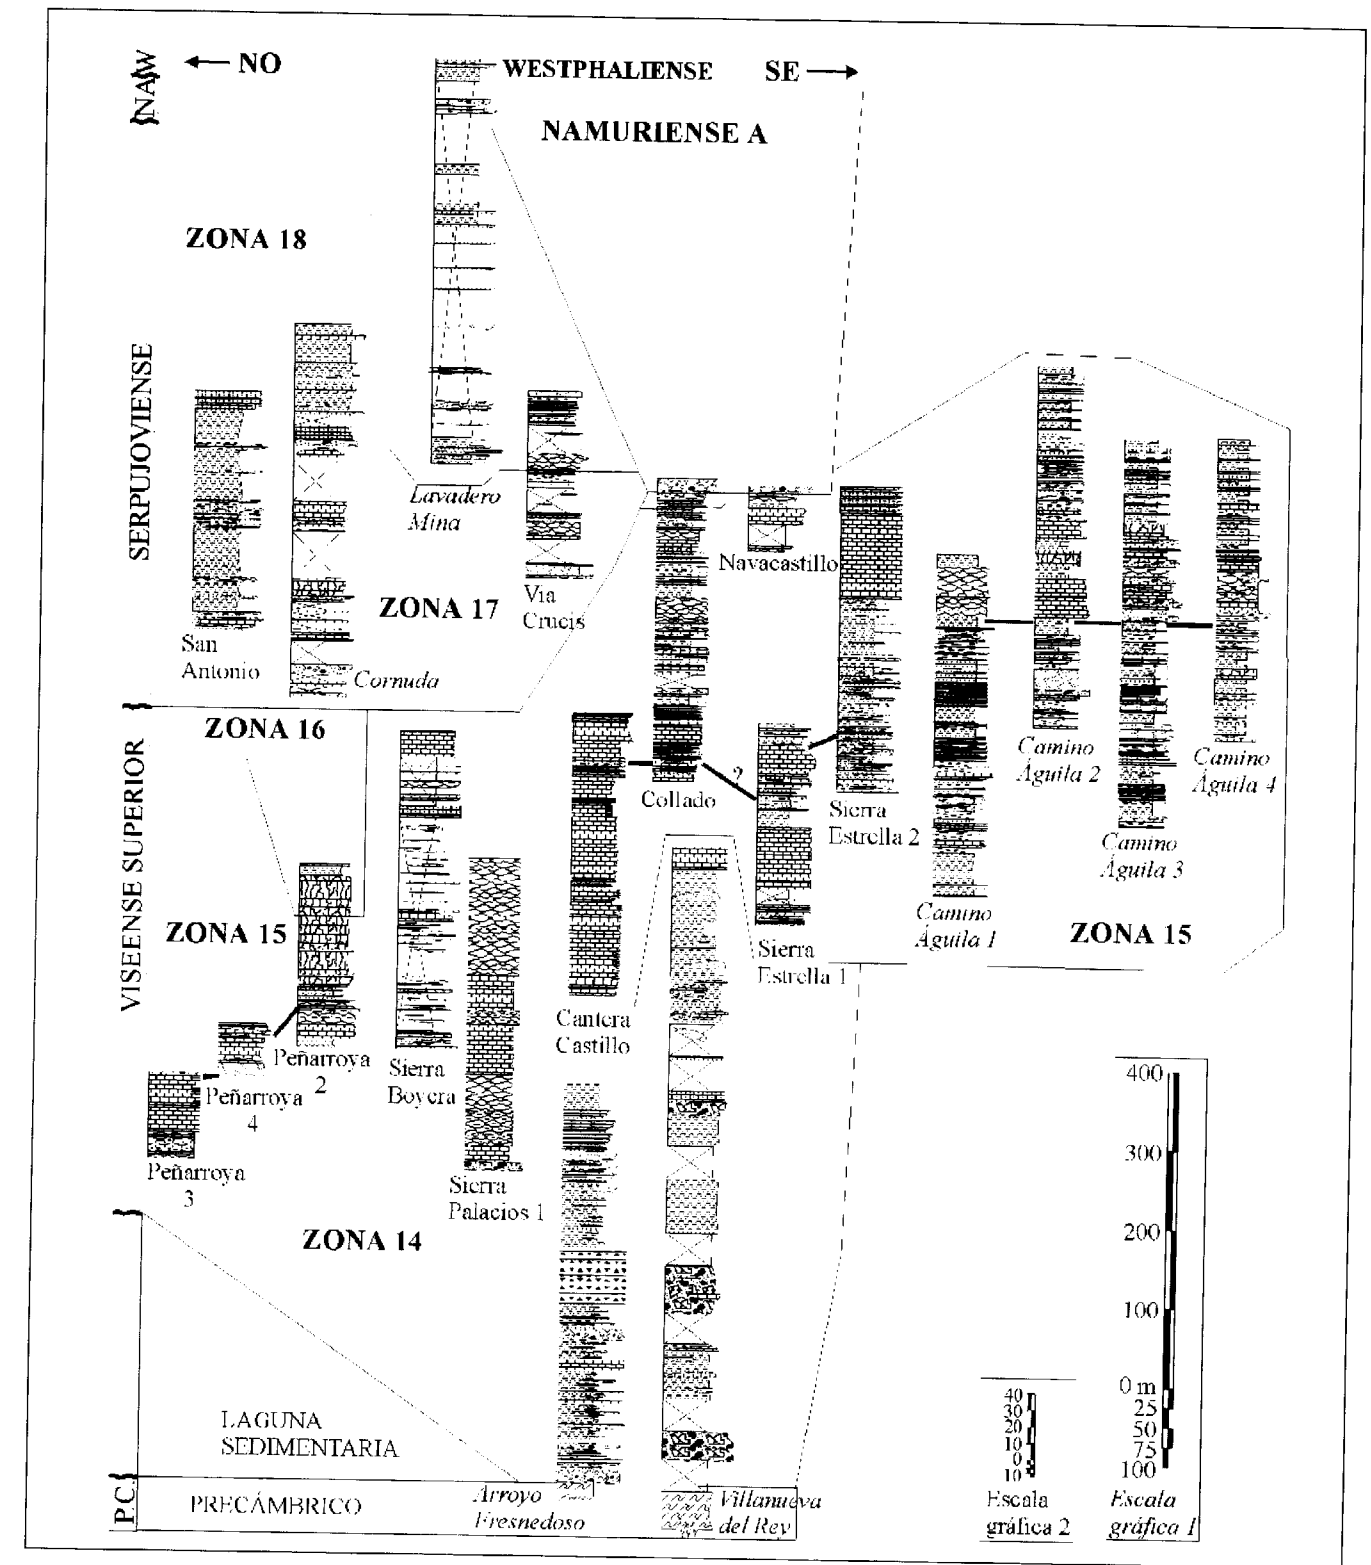 NA/W
← NO
WESTPHALIENSE
SE →
NAMURIENSE A
ZONA 18
SERPUJOVIENSE
Lavadero
Mina
Navacastillo
Via
Crucis
ZONA 17
San
Antonio
Cornuda
ZONA 16
Camino
Águila 2
Camino
Águila 4
?
Collado
Sierra
Estrella 2
Camino
Águila 3
VISEENSE SUPERIOR
ZONA 15
Camino
Águila 1
ZONA 15
Sierra
Estrella 1
Cantera
Castillo
Peñarroya
2
Sierra
Boyera
Peñarroya
4
Peñarroya
3
Sierra
Palacios 1
ZONA 14
400
300
200
100
0 m
25
50
75
100
40
30
20
10
0
10
LAGUNA
SEDIMENTARIA
P.C.
PRECÁMBRICO
Arroyo
Fresnedoso
Villanueva
del Rey
Escala
gráfica 2
Escala
gráfica 1